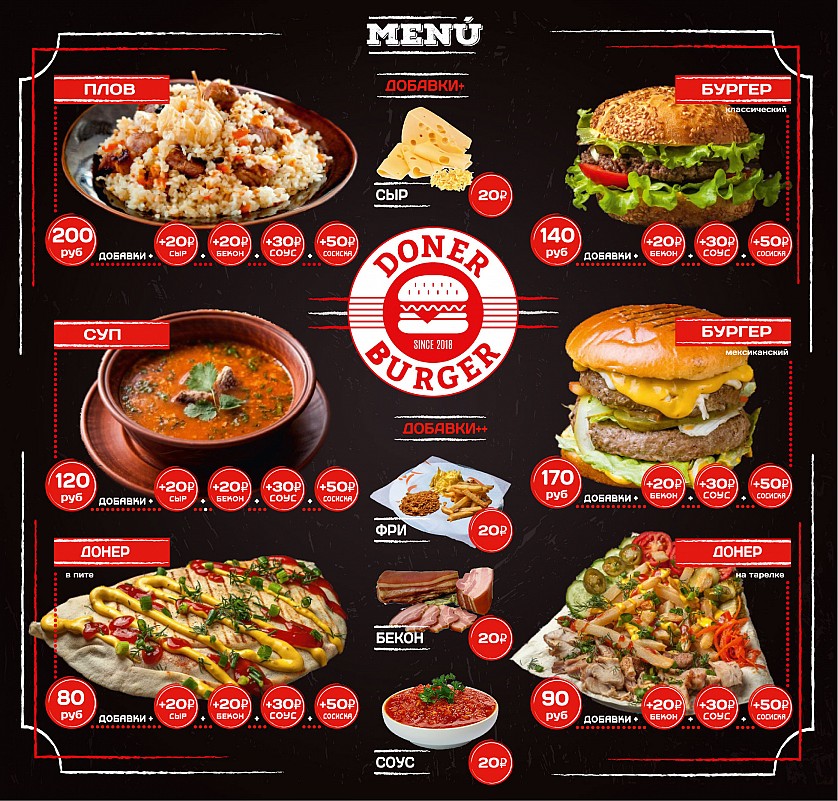 MENÚ
ПЛОВ
200
руб
ДОБАВКИ +
+20₽
СЫР
+20₽
БЕКОН
+30₽
СОУС
+50₽
СОСИСКА
СУП
120
руб
ДОБАВКИ +
+20₽
СЫР
+20₽
БЕКОН
+30₽
СОУС
+50₽
СОСИСКА
ДОНЕР
в пите
80
руб
ДОБАВКИ +
+20₽
СЫР
+20₽
БЕКОН
+30₽
СОУС
+50₽
СОСИСКА
ДОБАВКИ+
СЫР
20₽
DONER
SINCE 2018
BURGER
ДОБАВКИ++
ФРИ
20₽
БЕКОН
20₽
СОУС
20₽
БУРГЕР
классический
140
руб
ДОБАВКИ +
+20₽
БЕКОН
+30₽
СОУС
+50₽
СОСИСКА
БУРГЕР
мексиканский
170
руб
ДОБАВКИ +
+20₽
БЕКОН
+30₽
СОУС
+50₽
СОСИСКА
ДОНЕР
на тарелке
90
руб
ДОБАВКИ +
+20₽
БЕКОН
+30₽
СОУС
+50₽
СОСИСКА